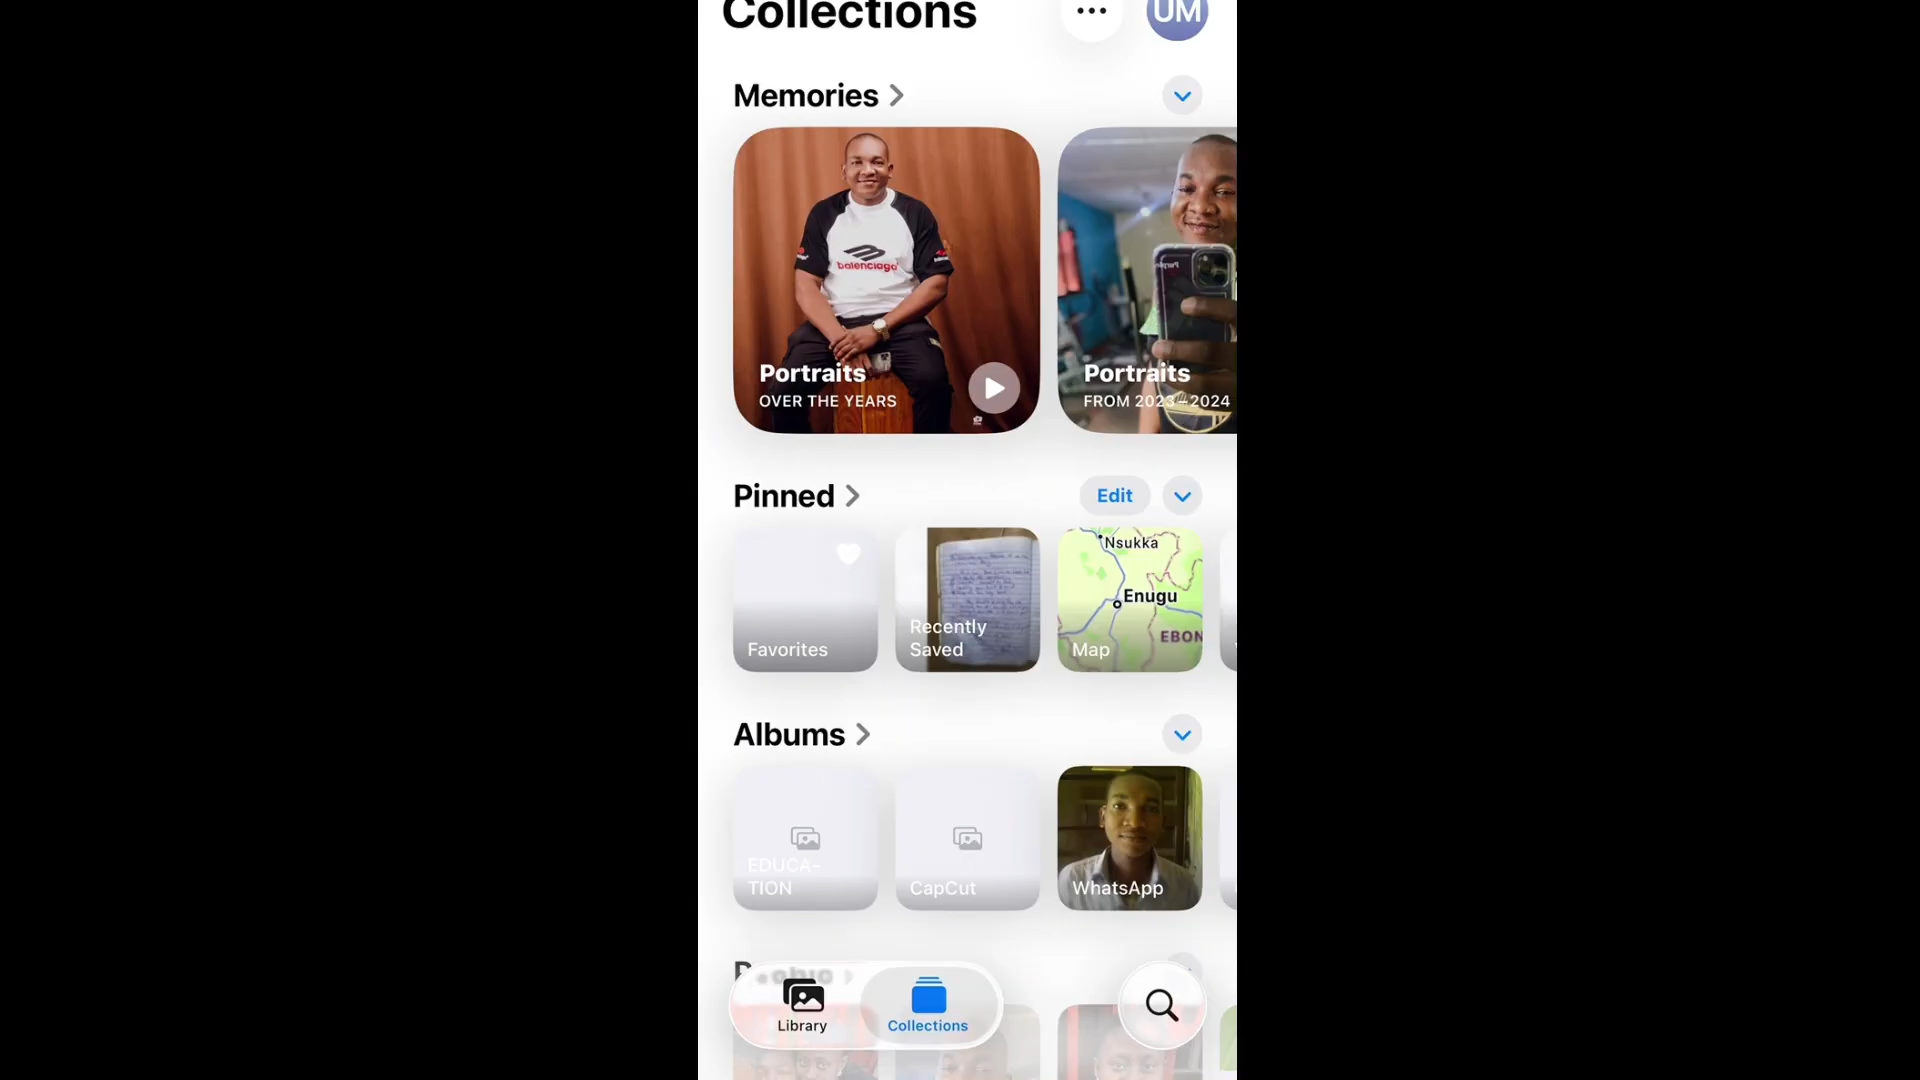 Collections
UM
Memories
balenciaga
Portraits
OVER THE YEARS
Portraits
FROM 2023–2024
Pinned
Edit
Favorites
Recently
Saved
Nsukka
Enugu
EBON
Map
Albums
EDUCA-
TION
CapCut
WhatsApp
Library
Collections